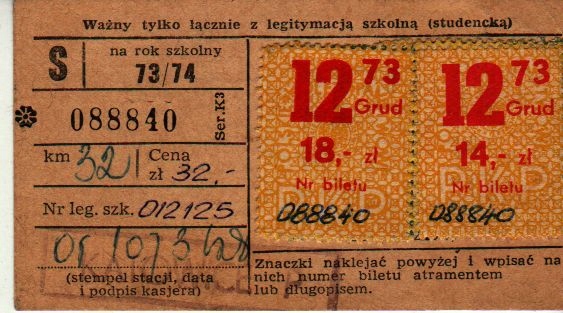 Ważny tylko łącznie z legitymacją szkolną (studencką)
S
na rok szkolny
73/74
088840
Ser. K3
km 32
Cena
zł 32.-
Nr leg. szk. 012125
(stempel stacji, data
i podpis kasjera)
12 73
Grud
18,- zł
Nr biletu
PKP
088840
12 73
Grud
14,- zł
Nr biletu
PKP
088840
Znaczki naklejać powyżej i wpisać na
nich numer biletu atramentem
lub długopisem.